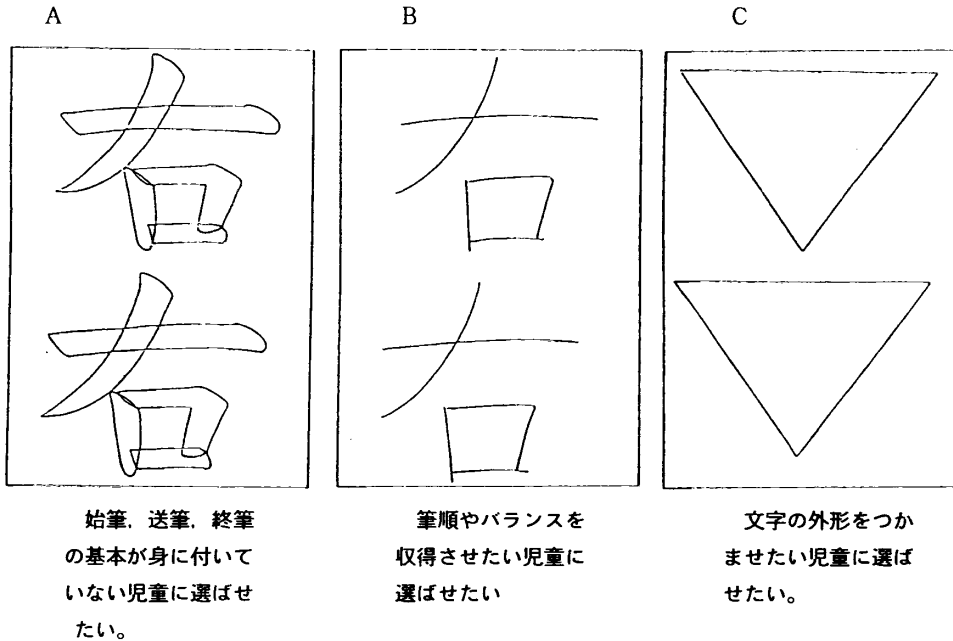 A
B
C
右
右
右
右
始筆，送筆，終筆
の基本が身に付いて
いない児童に選ばせ
たい。
筆順やバランスを
収得させたい児童に
選ばせたい
文字の外形をつか
ませたい児童に選ば
せたい。